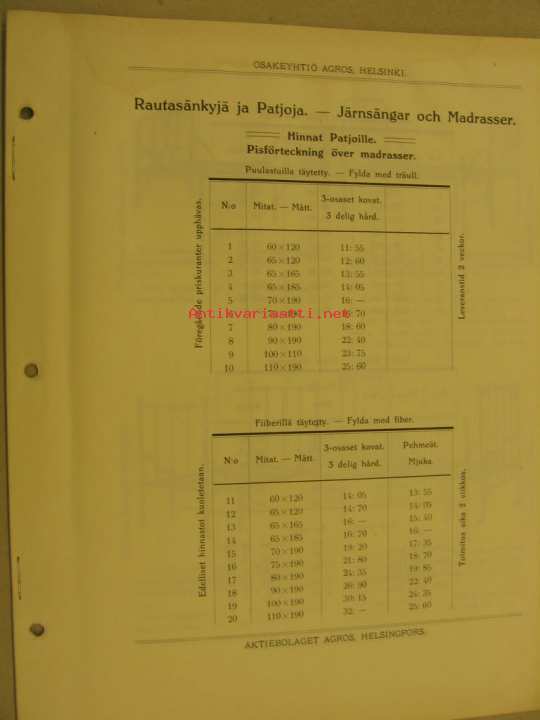 OSAKEYHTIÖ AGROS, HELSINKI.
Rautasänkyjä ja Patjoja. — Järnsängar och Madrasser.
Hinnat Patjoille.
Pisförteckning över madrasser.
Puulastuilla täytetty. — Fylda med träull.
N:o Mitat. — Mått. 3-osaset kovat. 3 delig hård.
1 60×120 11: 55
2 65×120 12: 60
3 65×165 13: 55
4 65×185 14: 05
5 70×190 16: —
Antikvariaatti.net
7 80×190 18: 60
8 90×190 22: 40
9 100×110 23: 75
10 110×190 25: 60
Föregående priskuranter upphävas.
Leveranstid 2 veckor.
Fiiberillä täytetty. — Fylda med fiber.
N:o Mitat. — Mått. 3-osaset kovat. 3 delig hård. Pehmeät. Mjuka.
11 60×120 14: 05 13: 55
12 65×120 14: 70 14: 05
13 65×165 16: — 15: 40
14 65×185 16: 70 16: —
15 70×190 19: 20 17: 35
16 75×190 21: 80 18: 70
17 80×190 24: 35 19: 85
18 90×190 26: 90 22: 40
19 100×190 30: 15 24: 35
20 110×190 32: — 25: 60
Edelliset hinnastot kuoletetaan.
Toimitus aika 2 viikkoa.
AKTIEBOLAGET AGROS, HELSINGFORS.